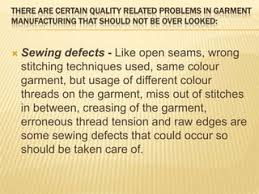 THERE ARE CERTAIN QUALITY RELATED PROBLEMS IN GARMENT
MANUFACTURING THAT SHOULD NOT BE OVER LOOKED:
Sewing defects - Like open seams, wrong
stitching techniques used, same colour
garment, but usage of different colour
threads on the garment, miss out of stitches
in between, creasing of the garment,
erroneous thread tension and raw edges are
some sewing defects that could occur so
should be taken care of.